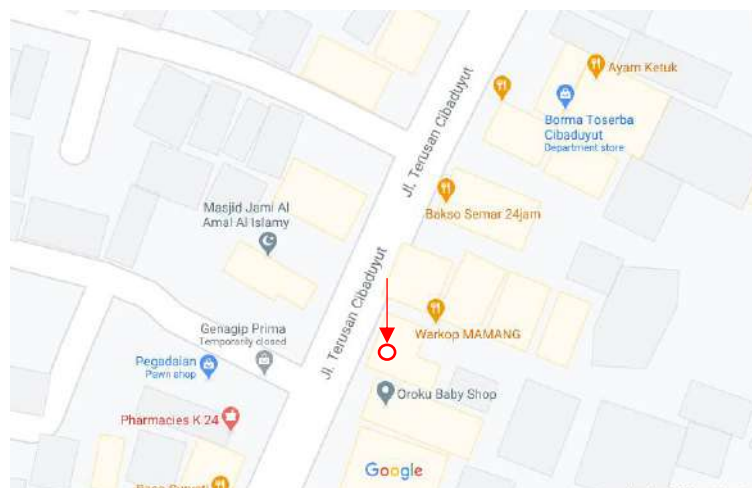 Ayam Ketuk
Borma Toserba
Cibaduyut
Department store
Jl. Terusan Cibaduyut
Bakso Semar 24jam
Masjid Jami Al
Amal Al Islamy
Jl. Terusan Cibaduyut
Genagip Prima
Temporarily closed
Warkop MAMANG
Pegadaian
Pawn shop
Oroku Baby Shop
Pharmacies K 24
Google